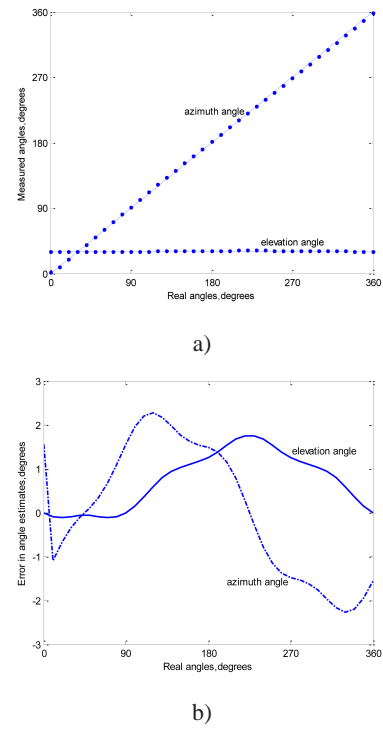 360
270
180
90
0
Measured angles,degrees
azimuth angle
elevation angle
0 90 180 270 360
Real angles,degrees
a)
3
2
1
0
-1
-2
-3
Error in angle estimates,degrees
elevation angle
azimuth angle
0 90 180 270 360
Real angles,degrees
b)